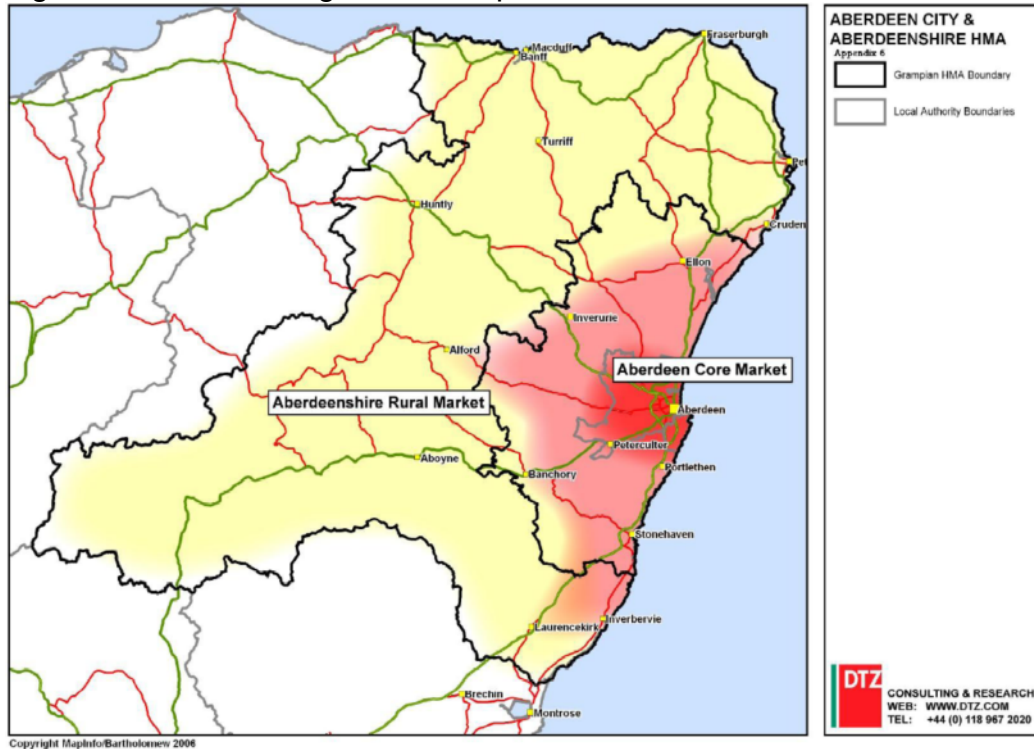 ABERDEEN CITY &
ABERDEENSHIRE HMA
Appendix 6
Grampian HMA Boundary
Local Authority Boundaries
Fraserburgh
Macduff
Banff
Turriff
Pet
Huntly
Cruden
Ellon
Inverurie
Alford
Aberdeen Core Market
Aberdeenshire Rural Market
Aberdeen
Peterculter
Aboyne
Portlethen
Banchory
Stonehaven
Inverbervie
Laurencekirk
Brechin
Montrose
DTZ
CONSULTING & RESEARCH
WEB: WWW.DTZ.COM
TEL: +44 (0) 118 967 2020
Copyright MapInfo/Bartholomew 2006